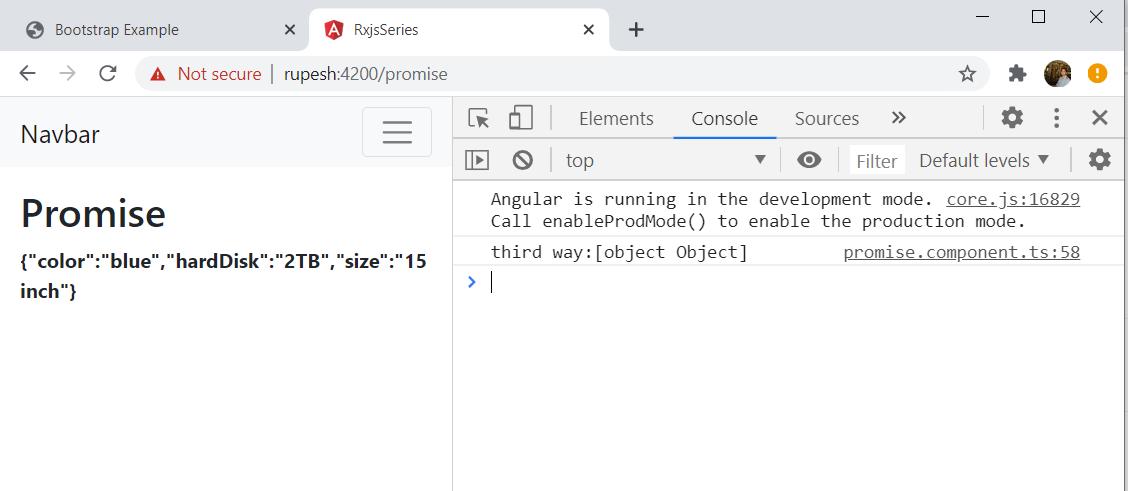 Bootstrap Example
RxjsSeries
Not secure | rupesh:4200/promise
Navbar
Elements Console Sources
top Filter Default levels
Promise
{"color":"blue","hardDisk":"2TB","size":"15
inch"}
Angular is running in the development mode. core.js:16829
Call enableProdMode() to enable the production mode.
third way:[object Object] promise.component.ts:58